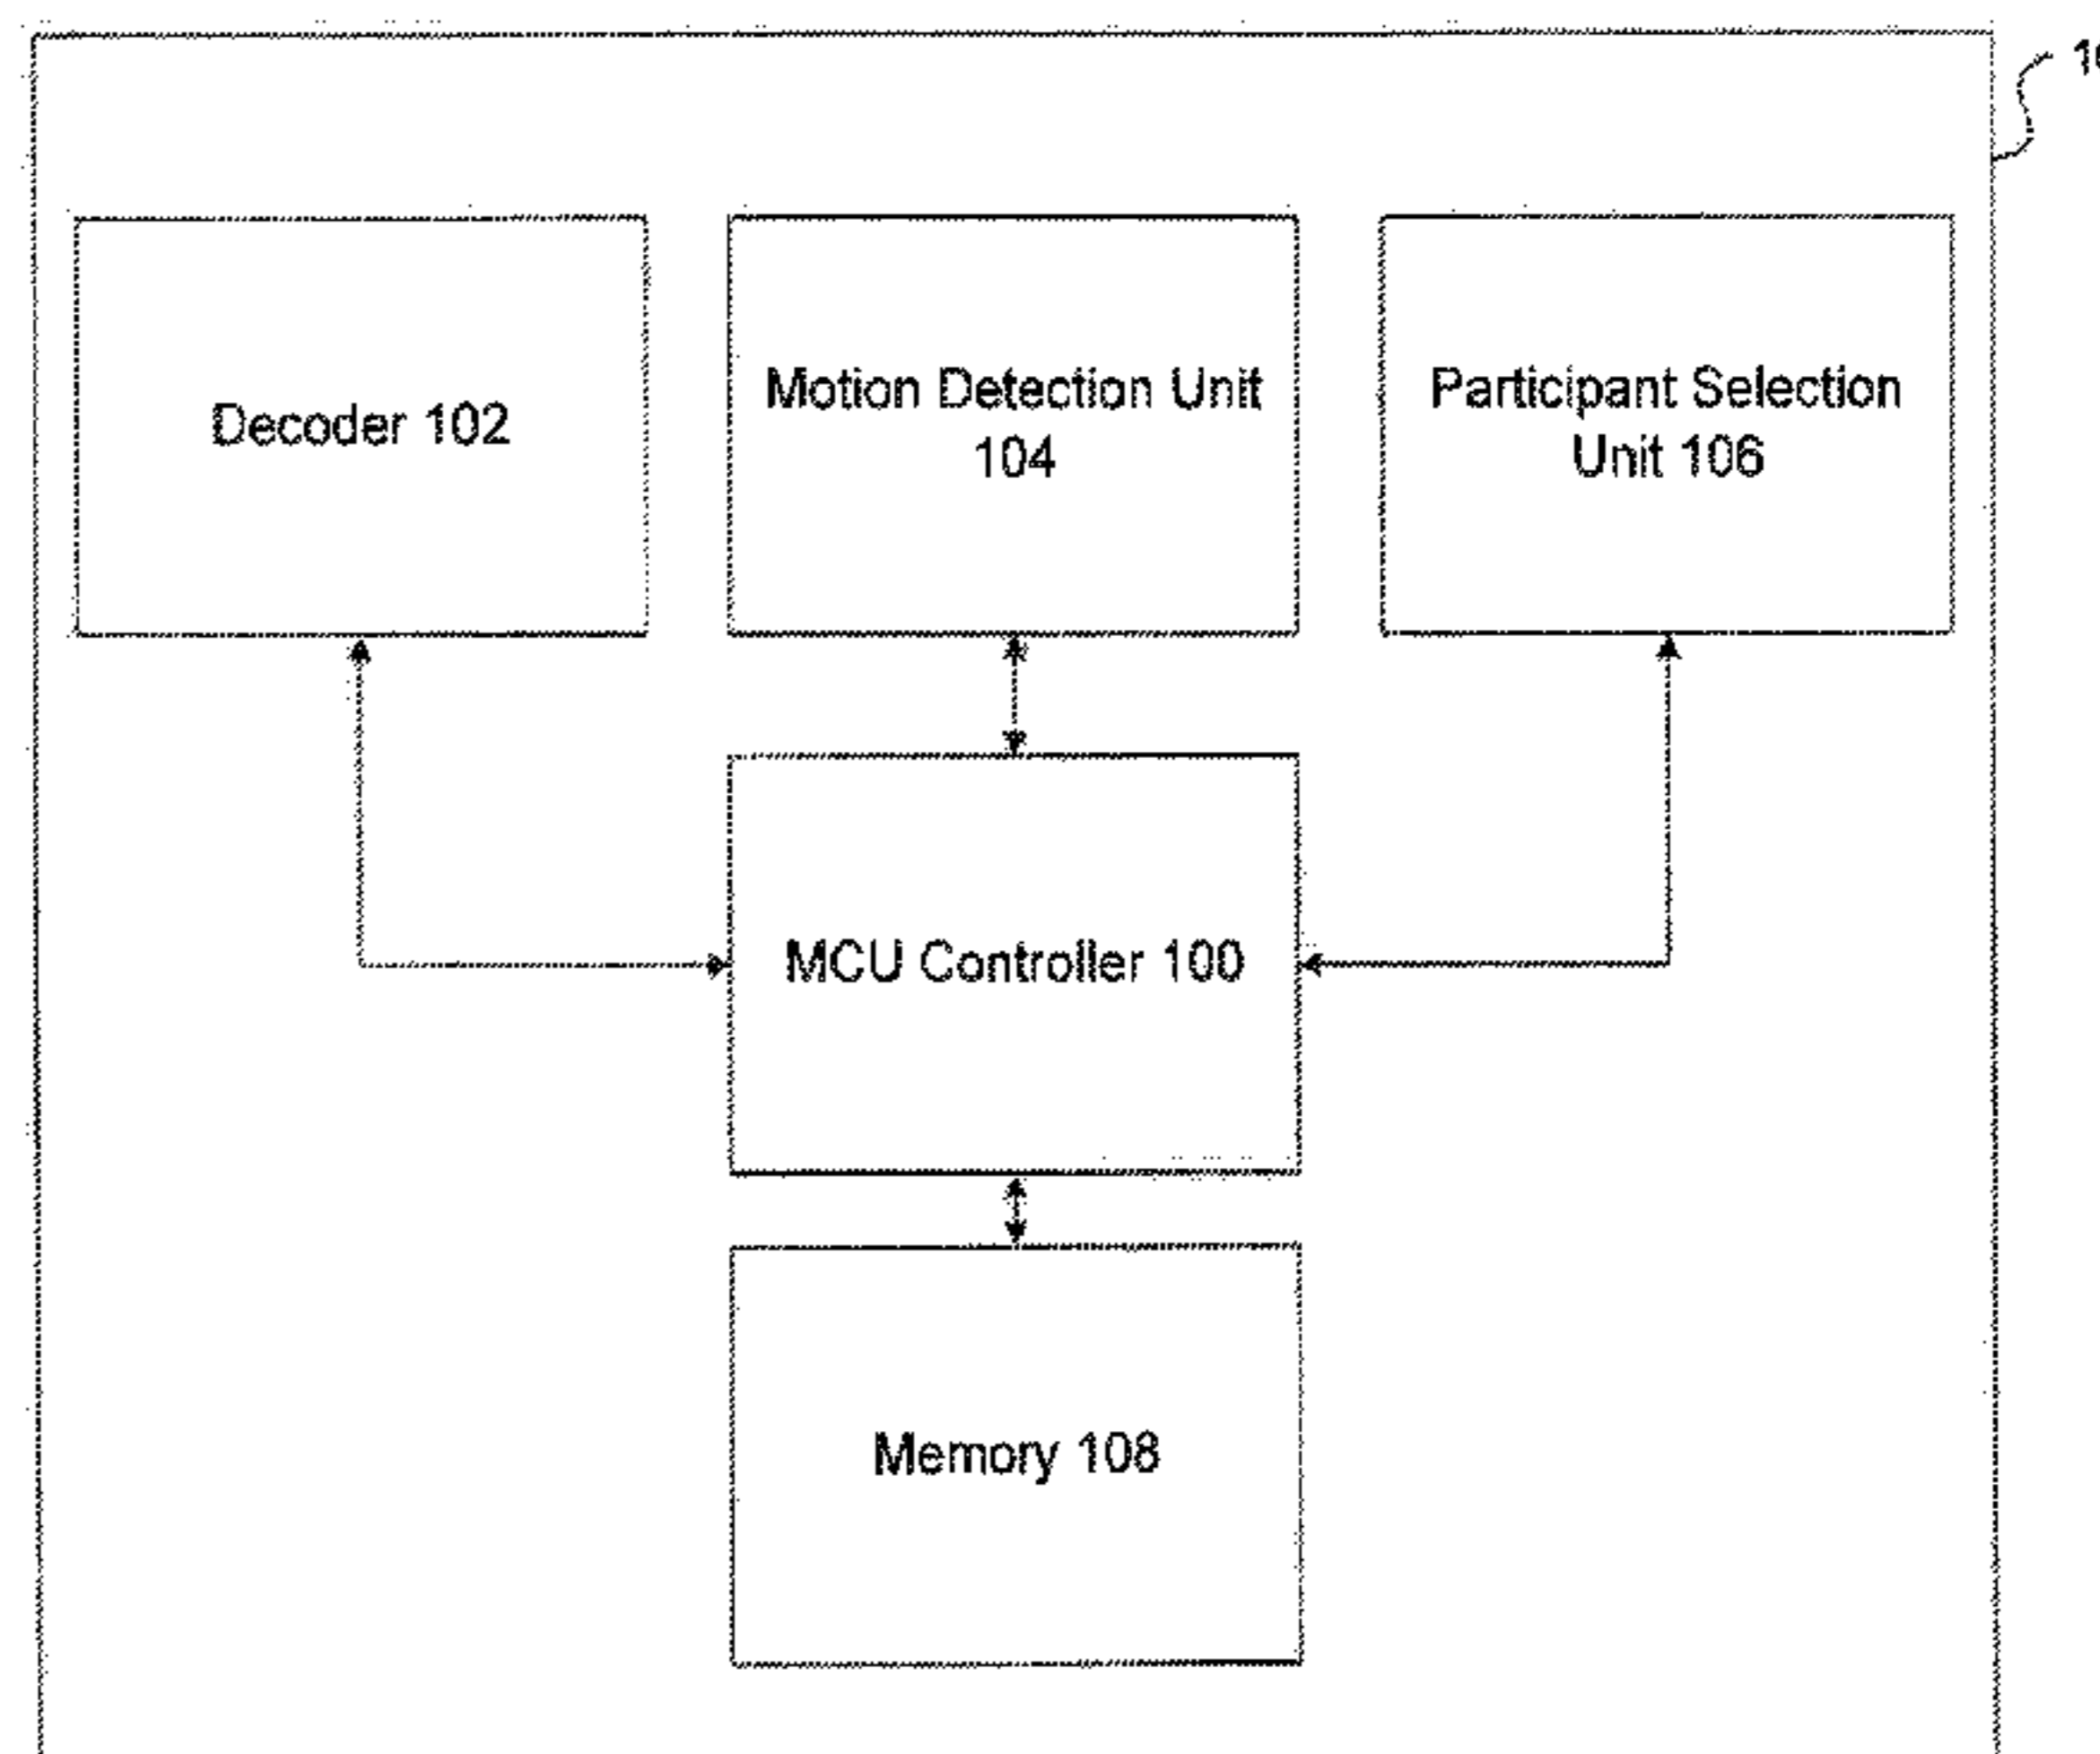 Decoder 102
Motion Detection Unit
104
Participant Selection
Unit 106
MCU Controller 100
Memory 108